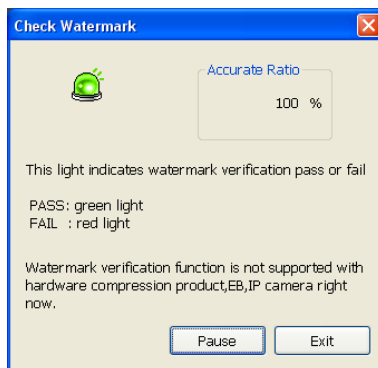 Check Watermark
Accurate Ratio
100 %
This light indicates watermark verification pass or fail
PASS: green light
FAIL : red light
Watermark verification function is not supported with
hardware compression product,EB,IP camera right
now.
Pause Exit